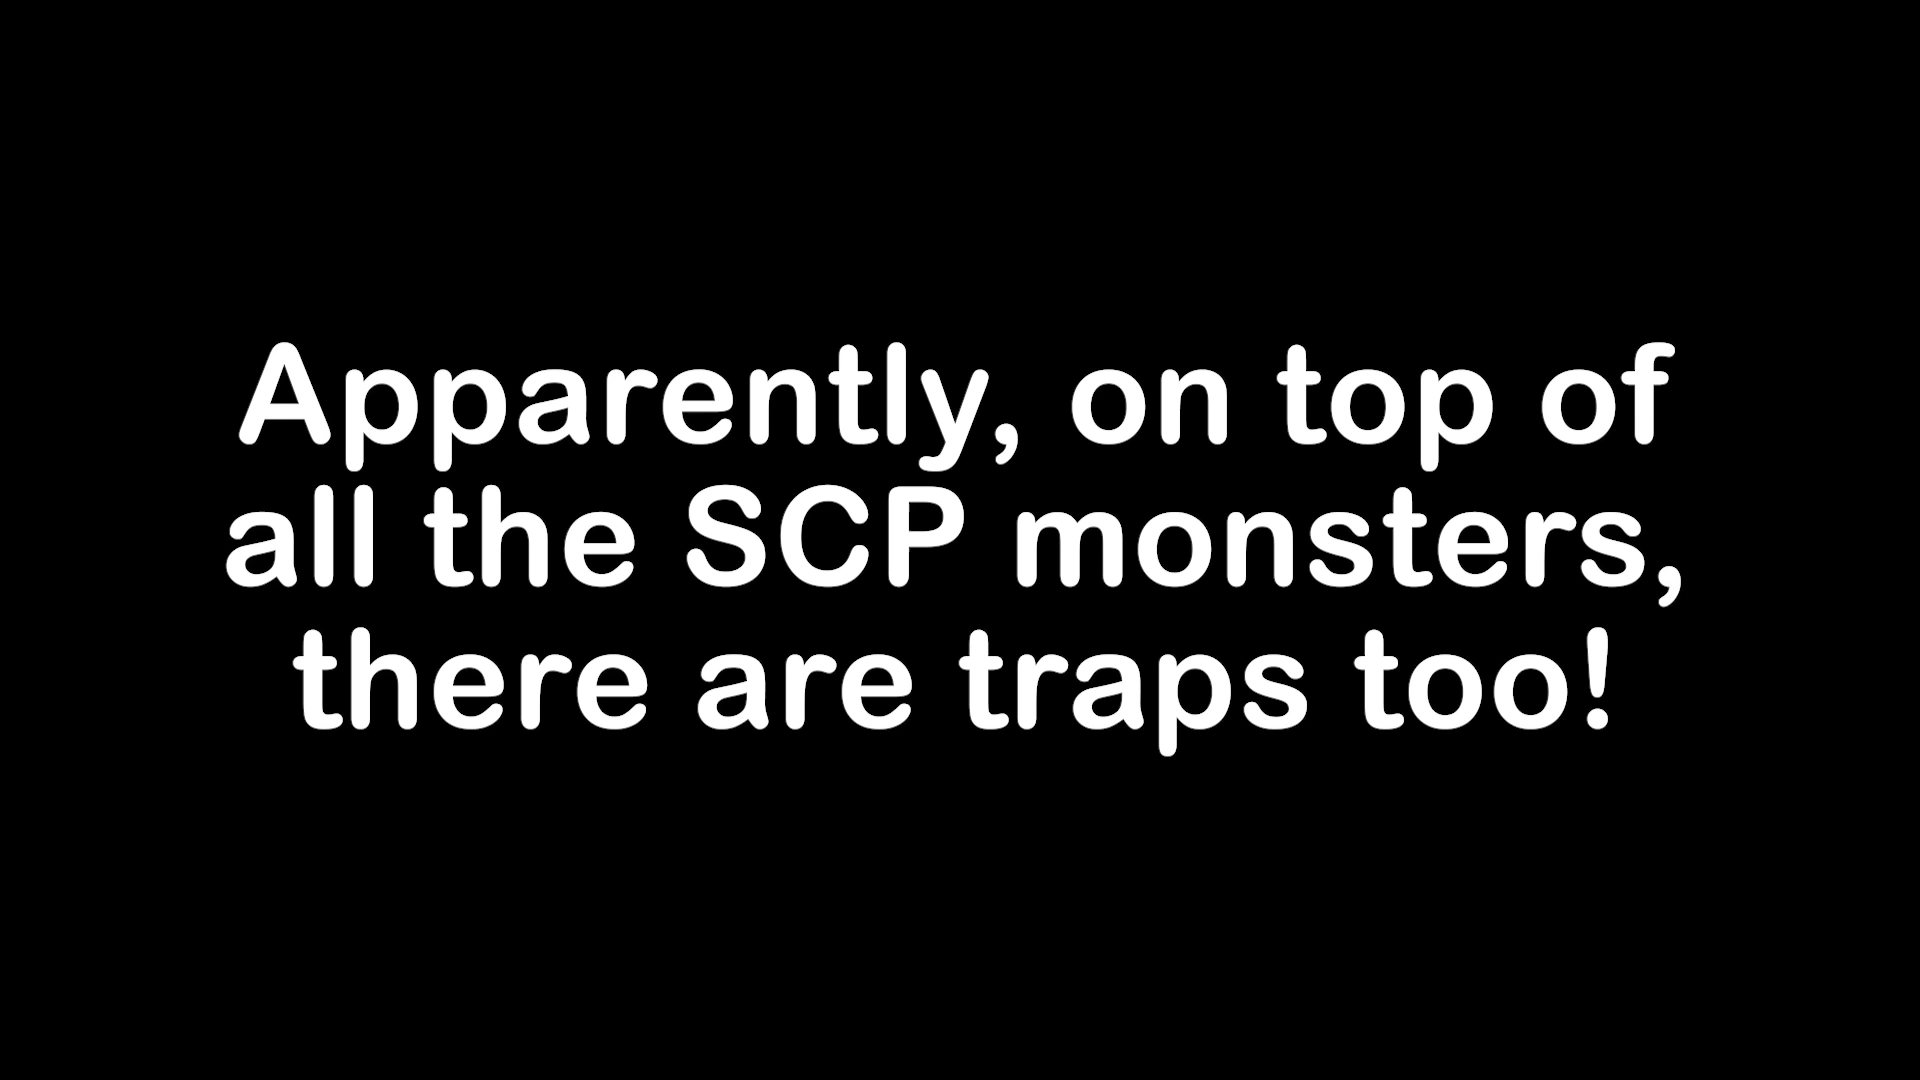 Apparently, on top of
all the SCP monsters,
there are traps too!